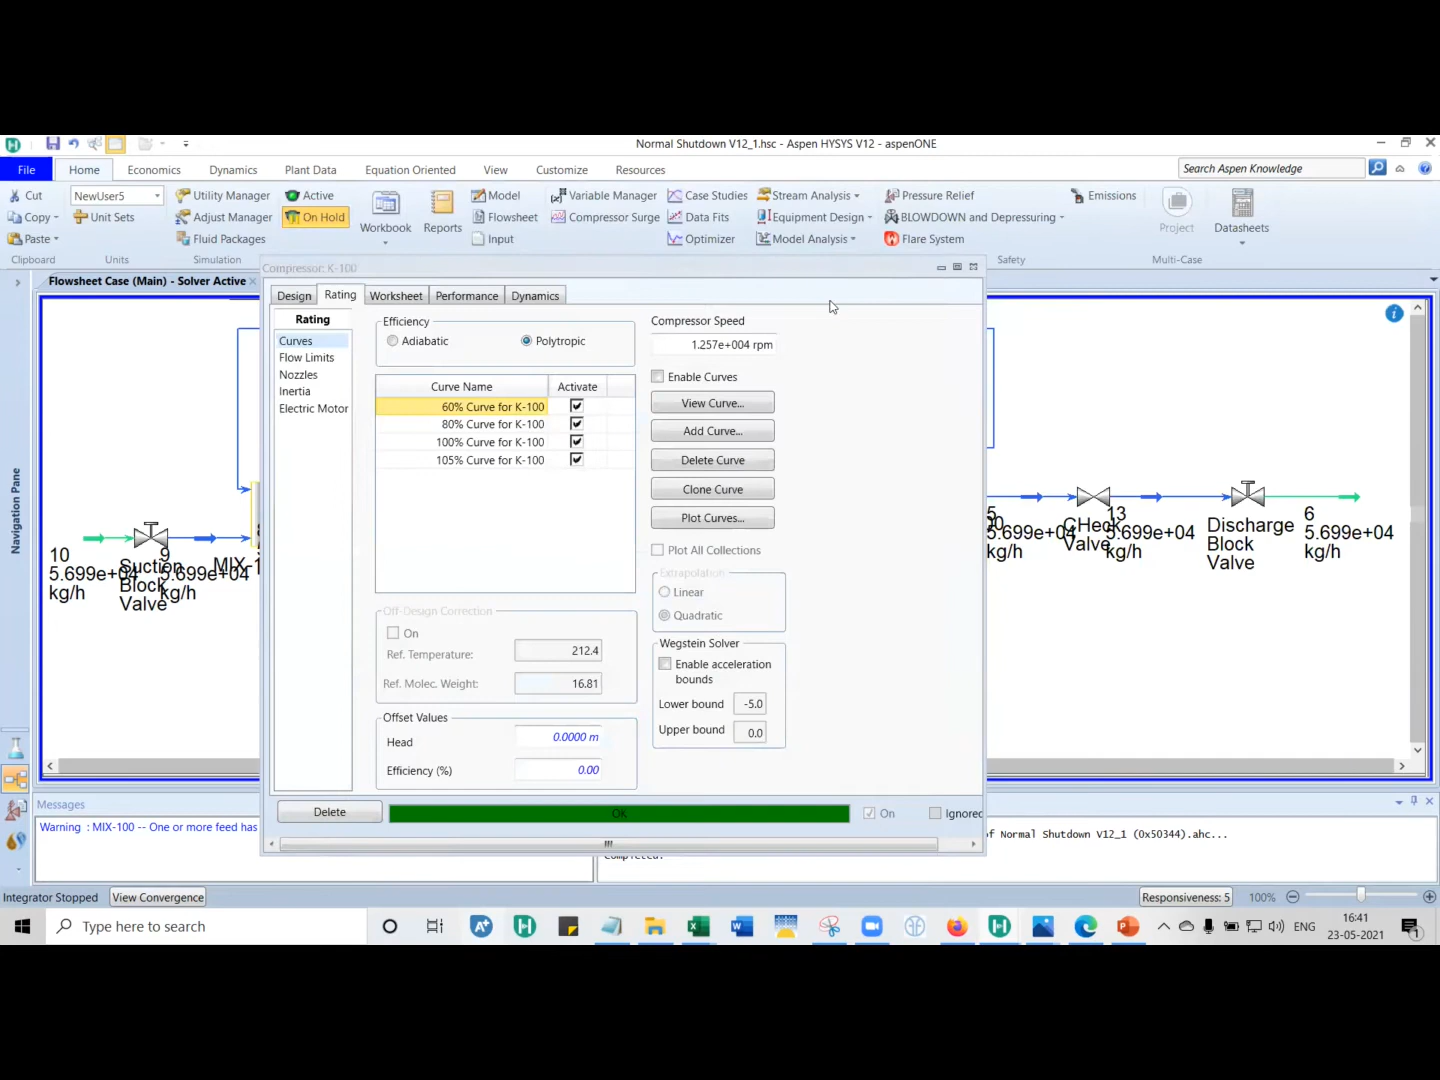 Normal Shutdown V12_1.hsc - Aspen HYSYS V12 - aspenONE
File Home Economics Dynamics Plant Data Equation Oriented View Customize Resources Search Aspen Knowledge
Cut NewUser5 Utility Manager Active Model Variable Manager Case Studies Stream Analysis Pressure Relief Emissions
Copy Unit Sets Adjust Manager On Hold Flowsheet Compressor Surge Data Fits Equipment Design BLOWDOWN and Depressuring
Workbook Reports Project Datasheets
Paste Fluid Packages Input Optimizer Model Analysis Flare System
Clipboard Units Simulation Safety Multi-Case
Compressor: K-100
Flowsheet Case (Main) - Solver Active
Design Rating Worksheet Performance Dynamics
Rating
Curves
Flow Limits
Nozzles
Inertia
Electric Motor
Efficiency
Adiabatic Polytropic
Curve Name Activate
60% Curve for K-100
80% Curve for K-100
100% Curve for K-100
105% Curve for K-100
Off-Design Correction
On
Ref. Temperature: 212.4
Ref. Molec. Weight: 16.81
Offset Values
Head 0.0000 m
Efficiency (%) 0.00
Compressor Speed
1.257e+004 rpm
Enable Curves
View Curve...
Add Curve...
Delete Curve
Clone Curve
Plot Curves...
Plot All Collections
Extrapolation
Linear
Quadratic
Wegstein Solver
Enable acceleration
bounds
Lower bound -5.0
Upper bound 0.0
Delete OK On Ignored
Navigation Pane
10
5.699e+04
kg/h
Suction
Block
Valve
9
5.699e+04
kg/h
MIX-1
5
5.699e+04
kg/h
CHeck
Valve
13
5.699e+04
kg/h
Discharge
Block
Valve
6
5.699e+04
kg/h
Messages
Warning : MIX-100 -- One or more feed has
of Normal Shutdown V12_1 (0x50344).ahc...
Completed.
Integrator Stopped View Convergence Responsiveness: 5 100%
Type here to search ENG 16:41
23-05-2021